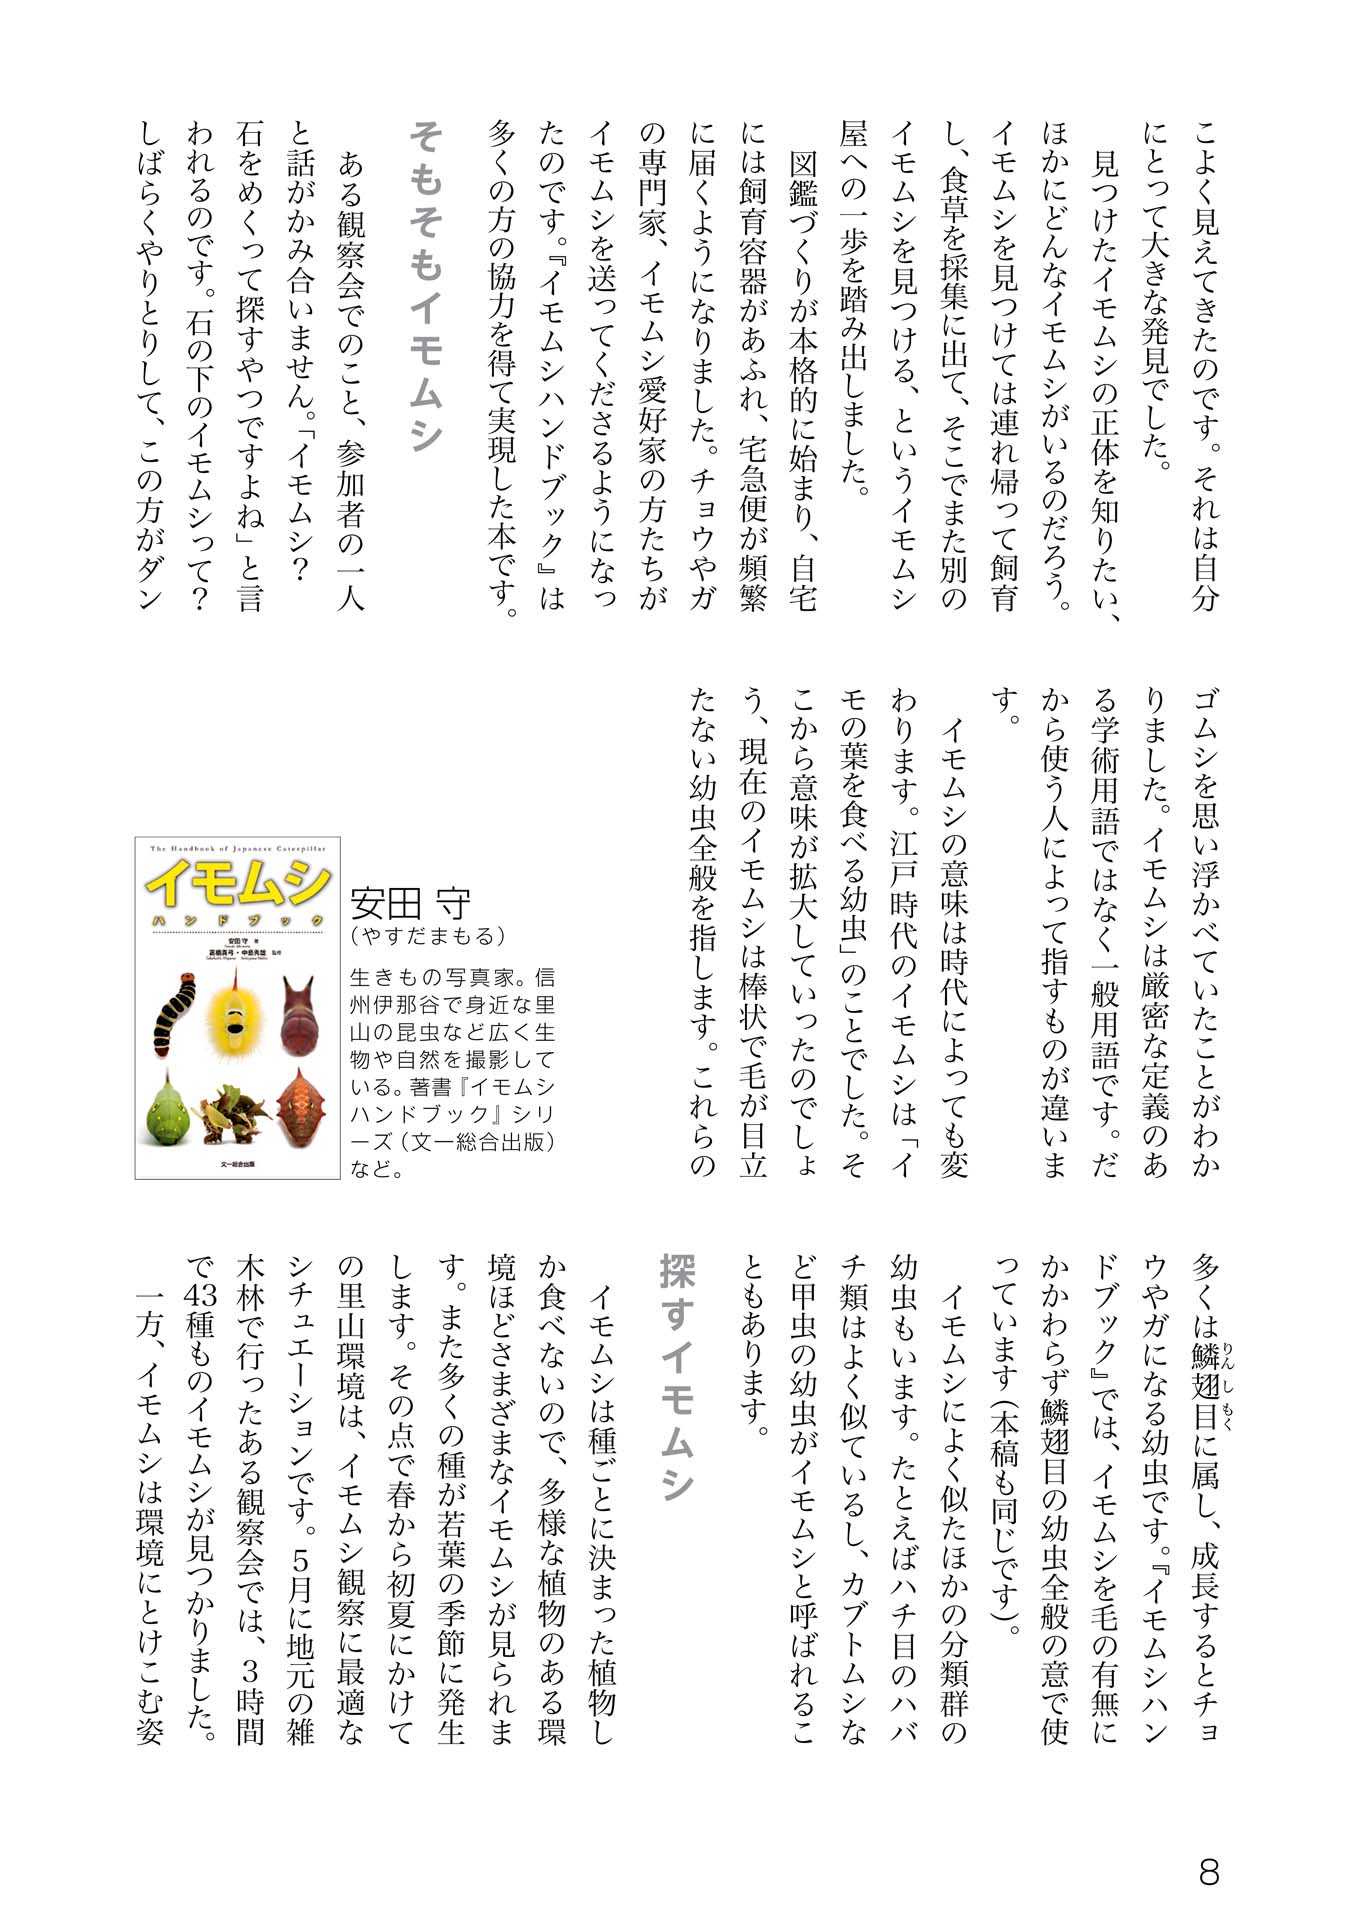 こよく見えてきたのです。それは自分
にとって大きな発見でした。
見つけたイモムシの正体を知りたい、
ほかにどんなイモムシがいるのだろう。
イモムシを見つけては連れ帰って飼育
し、食草を採集に出て、そこでまた別の
イモムシを見つける、というイモムシ
屋への一歩を踏み出しました。
図鑑づくりが本格的に始まり、自宅
には飼育容器があふれ、宅急便が頻繁
に届くようになりました。チョウやガ
の専門家、イモムシ愛好家の方たちが
イモムシを送ってくださるようになっ
たのです。『イモムシハンドブック』は
多くの方の協力を得て実現した本です。
そもそもイモムシ
ある観察会でのこと、参加者の一人
と話がかみ合いません。「イモムシ?
石をめくって探すやつですよね」と言
われるのです。石の下のイモムシって?
しばらくやりとりして、この方がダン
ゴムシを思い浮かべていたことがわか
りました。イモムシは厳密な定義のあ
る学術用語ではなく一般用語です。だ
から使う人によって指すものが違いま
す。
イモムシの意味は時代によっても変
わります。江戸時代のイモムシは「イ
モの葉を食べる幼虫」のことでした。そ
こから意味が拡大していったのでしょ
う、現在のイモムシは棒状で毛が目立
たない幼虫全般を指します。これらの
The Handbook of Japanese Caterpillar
イモムシ
ハンドブック
安田 守 著
高橋真弓・中島秀雄 監修
文一総合出版
安田 守
(やすだまもる)
生きもの写真家。信
州伊那谷で身近な里
山の昆虫など広く生
物や自然を撮影して
いる。著書『イモムシ
ハンドブック』シリ
ーズ(文一総合出版)
など。
多くは鱗翅目に属し、成長するとチョ
りんしもく
ウやガになる幼虫です。『イモムシハン
ドブック』では、イモムシを毛の有無に
かかわらず鱗翅目の幼虫全般の意で使
っています(本稿も同じです)。
イモムシによく似たほかの分類群の
幼虫もいます。たとえばハチ目のハバ
チ類はよく似ているし、カブトムシな
ど甲虫の幼虫がイモムシと呼ばれるこ
ともあります。
探すイモムシ
イモムシは種ごとに決まった植物し
か食べないので、多様な植物のある環
境ほどさまざまなイモムシが見られま
す。また多くの種が若葉の季節に発生
します。その点で春から初夏にかけて
の里山環境は、イモムシ観察に最適な
シチュエーションです。5月に地元の雑
木林で行ったある観察会では、3時間
で43種ものイモムシが見つかりました。
一方、イモムシは環境にとけこむ姿
8